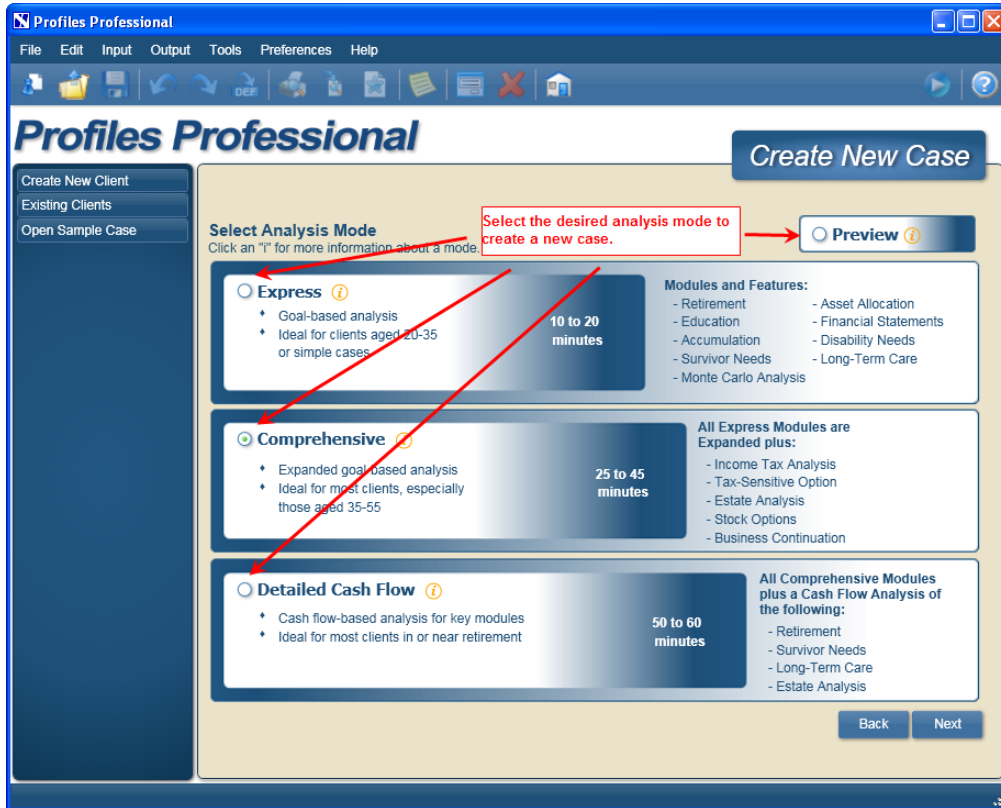 Profiles Professional
File Edit Input Output Tools Preferences Help
DEF
Profiles Professional
Create New Case
Create New Client
Existing Clients
Open Sample Case
Select Analysis Mode
Click an "i" for more information about a mode.
Select the desired analysis mode to
create a new case.
Preview i
Express i
Goal-based analysis
Ideal for clients aged 20-35
or simple cases
10 to 20
minutes
Modules and Features:
- Retirement
- Education
- Accumulation
- Survivor Needs
- Monte Carlo Analysis
- Asset Allocation
- Financial Statements
- Disability Needs
- Long-Term Care
Comprehensive i
Expanded goal-based analysis
Ideal for most clients, especially
those aged 35-55
25 to 45
minutes
All Express Modules are
Expanded plus:
- Income Tax Analysis
- Tax-Sensitive Option
- Estate Analysis
- Stock Options
- Business Continuation
Detailed Cash Flow i
Cash flow-based analysis for key modules
Ideal for most clients in or near retirement
50 to 60
minutes
All Comprehensive Modules
plus a Cash Flow Analysis of
the following:
- Retirement
- Survivor Needs
- Long-Term Care
- Estate Analysis
Back Next